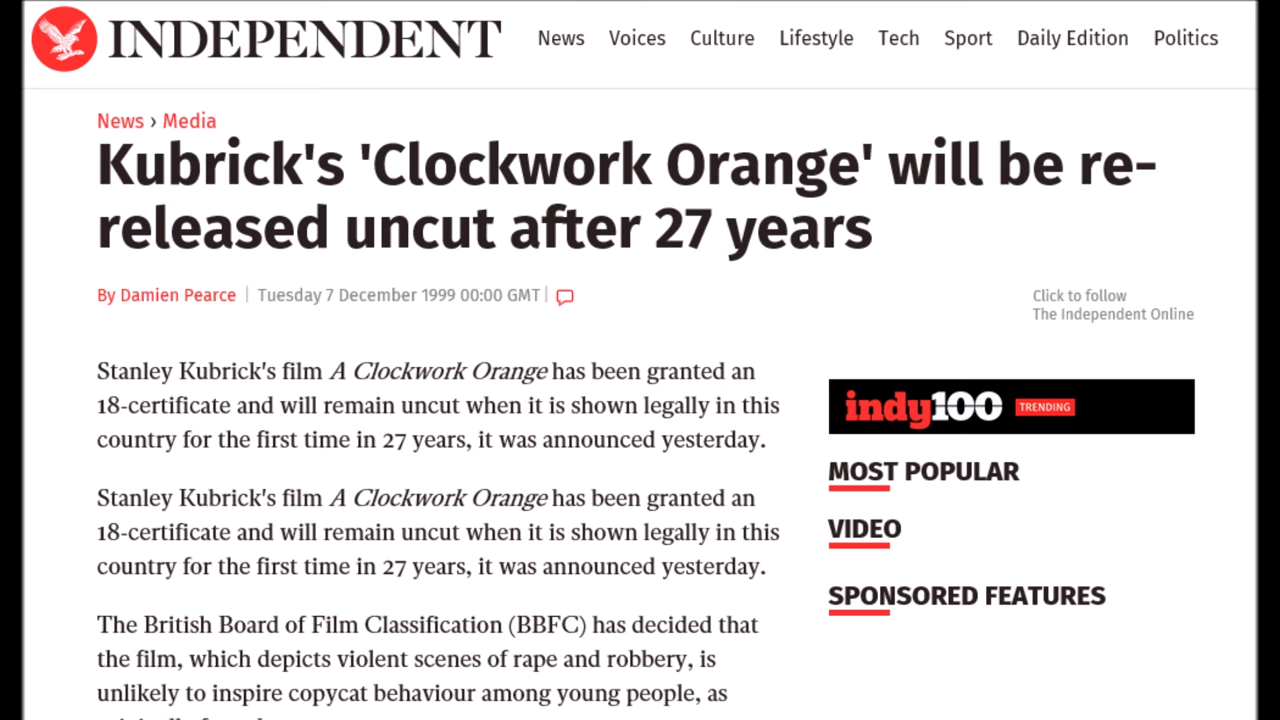 INDEPENDENT
News Voices Culture Lifestyle Tech Sport Daily Edition Politics
News › Media
Kubrick's 'Clockwork Orange' will be re-
released uncut after 27 years
By Damien Pearce | Tuesday 7 December 1999 00:00 GMT |
Click to follow
The Independent Online
Stanley Kubrick's film A Clockwork Orange has been granted an
18-certificate and will remain uncut when it is shown legally in this
country for the first time in 27 years, it was announced yesterday.
Stanley Kubrick's film A Clockwork Orange has been granted an
18-certificate and will remain uncut when it is shown legally in this
country for the first time in 27 years, it was announced yesterday.
The British Board of Film Classification (BBFC) has decided that
the film, which depicts violent scenes of rape and robbery, is
unlikely to inspire copycat behaviour among young people, as
indy100 TRENDING
MOST POPULAR
VIDEO
SPONSORED FEATURES